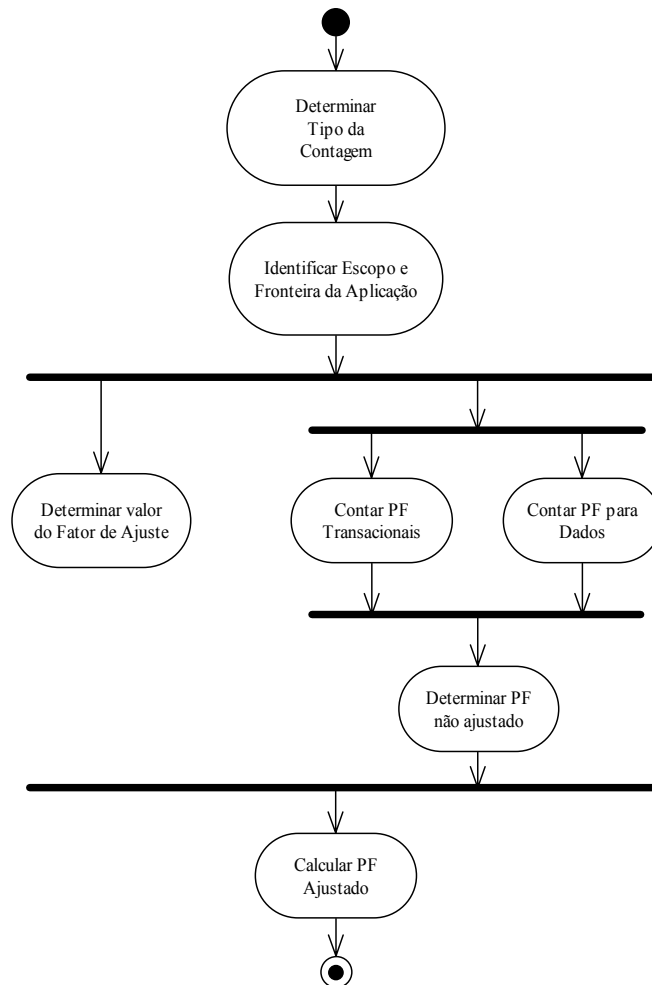 Determinar
Tipo da
Contagem
Identificar Escopo e
Fronteira da Aplicação
Determinar valor
do Fator de Ajuste
Contar PF
Transacionais
Contar PF para
Dados
Determinar PF
não ajustado
Calcular PF
Ajustado